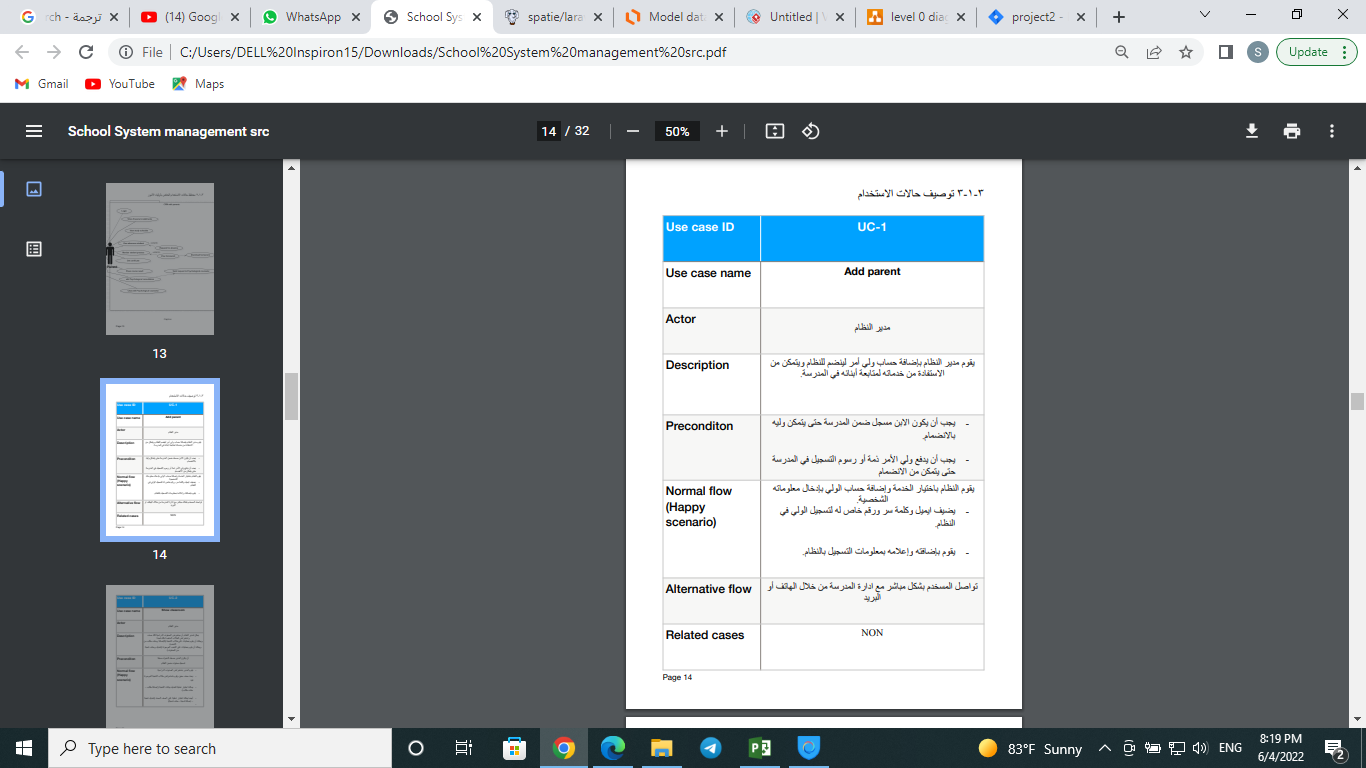 ترجمة - rch
(14) Googl
WhatsApp
School Sys
spatie/lara
Model dat
Untitled |
level 0 dia
project2 -
File
C:/Users/DELL%20Inspiron15/Downloads/School%20System%20management%20src.pdf
S
Update
Gmail
YouTube
Maps
School System management src
14 / 32
50%
13
14
٣-١-٣ توصيف حالات الاستخدام
Use case ID
UC-1
Use case name
Add parent
Actor
مدير النظام
Description
يقوم مدير النظام بإضافة حساب ولي أمر لينضم للنظام ويتمكن من
الاستفادة من خدماته لمتابعة أبنائه في المدرسة.
Preconditon
- يجب أن يكون الابن مسجل ضمن المدرسة حتى يتمكن وليه
بالانضمام.
- يجب أن يدفع ولي الأمر ذمة أو رسوم التسجيل في المدرسة
حتى يتمكن من الانضمام
Normal flow
(Happy
scenario)
يقوم النظام باختيار الخدمة وإضافة حساب الولي بإدخال معلوماته
الشخصية.
- يضيف ايميل وكلمة سر ورقم خاص له لتسجيل الولي في
النظام.
- يقوم بإضافته وإعلامه بمعلومات التسجيل بالنظام.
Alternative flow
تواصل المسخدم بشكل مباشر مع ادارة المدرسة من خلال الهاتف أو
البريد
Related cases
NON
Page 14
Type here to search
83°F Sunny
ENG
8:19 PM
6/4/2022
2